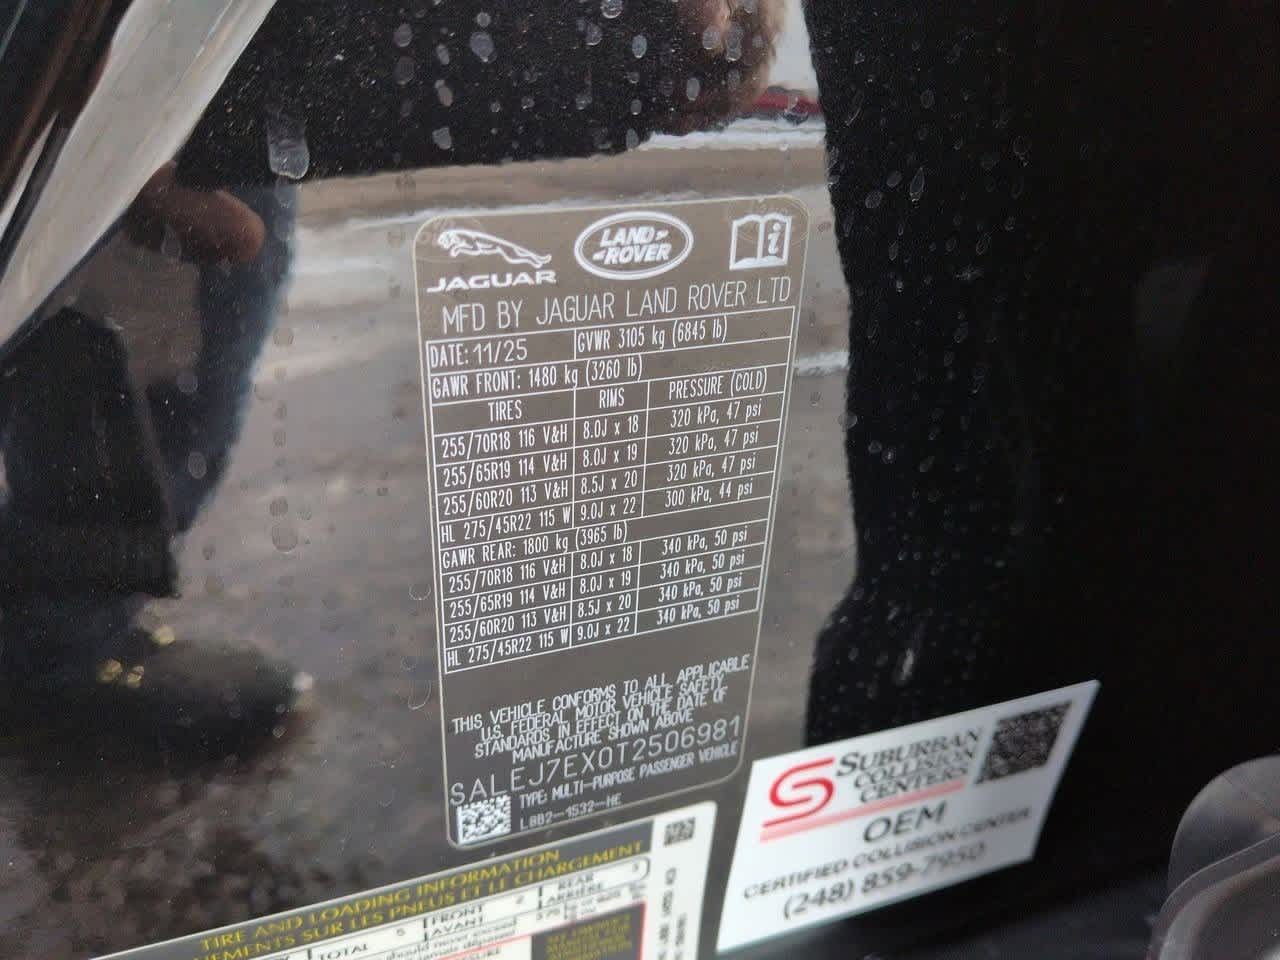 JAGUAR
LAND ROVER
i
MFD BY JAGUAR LAND ROVER LTD
DATE: 11/25 GVWR 3105 kg (6845 lb)
GAWR FRONT: 1480 kg (3260 lb)
TIRES RIMS PRESSURE (COLD)
255/70R18 116 V&H 8.0J x 18 320 kPa, 47 psi
255/65R19 114 V&H 8.0J x 19 320 kPa, 47 psi
255/60R20 113 V&H 8.5J x 20 320 kPa, 47 psi
HL 275/45R22 115 W 9.0J x 22 300 kPa, 44 psi
GAWR REAR: 1800 kg (3965 lb)
255/70R18 116 V&H 8.0J x 18 340 kPa, 50 psi
255/65R19 114 V&H 8.0J x 19 340 kPa, 50 psi
255/60R20 113 V&H 8.5J x 20 340 kPa, 50 psi
HL 275/45R22 115 W 9.0J x 22 340 kPa, 50 psi
THIS VEHICLE CONFORMS TO ALL APPLICABLE
U.S. FEDERAL MOTOR VEHICLE SAFETY
STANDARDS IN EFFECT ON THE DATE OF
MANUFACTURE SHOWN ABOVE
SALEJ7EX0T2506981
TYPE: MULTI-PURPOSE PASSENGER VEHICLE
L8B2-1532-HE
SUBURBAN
COLLISION
CENTERS
OEM
CERTIFIED COLLISION CENTER
(248) 859-7950
TIRE AND LOADING INFORMATION
SUR LES PNEUS ET LE CHARGEMENT
TOTAL 5 FRONT AVANT 2 REAR ARRIÈRE 3
should never exceed